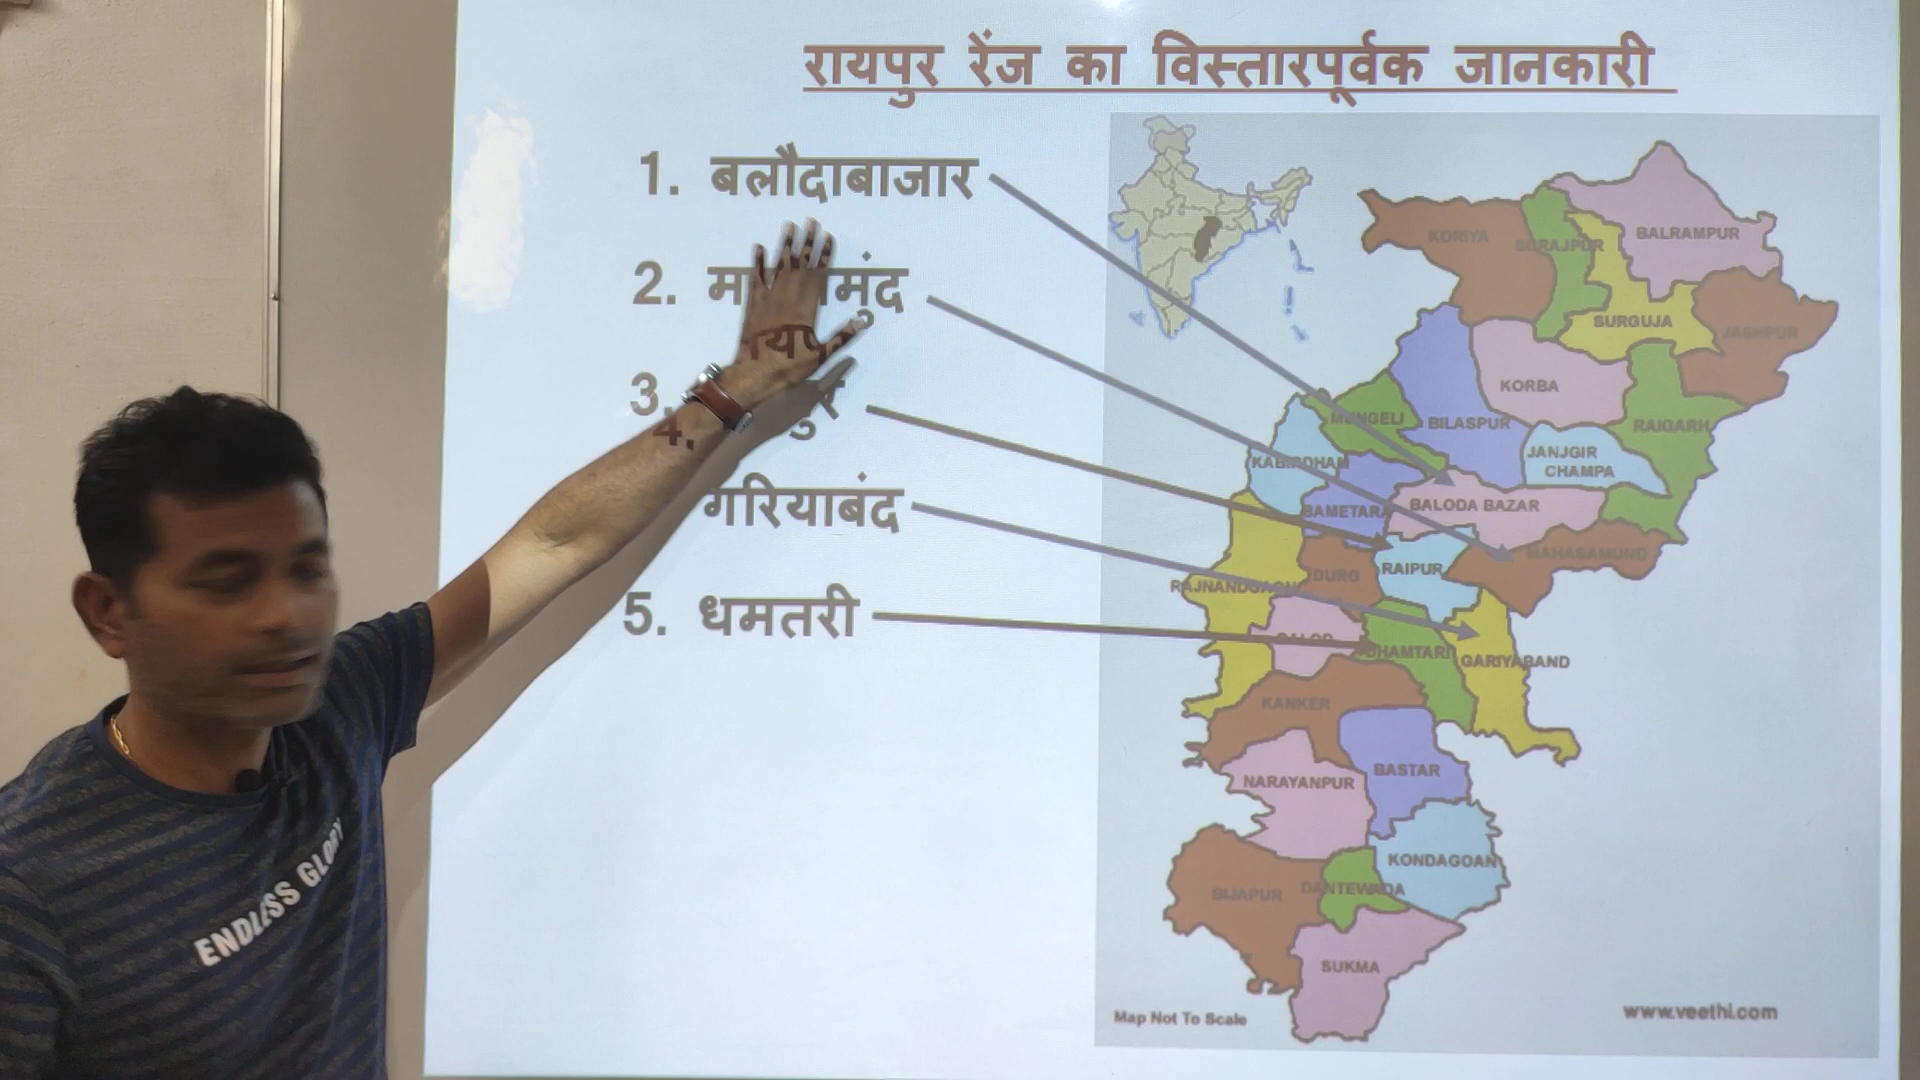 रायपुर रेंज का विस्तारपूर्वक जानकारी
1. बलौदाबाजार
2.
3.
4.
गरियाबंद
5. धमतरी
KORIYA
SURAJPUR
BALRAMPUR
SURGUJA
JASHPUR
KORBA
MUNGELI
BILASPUR
RAIGARH
JANJGIR
CHAMPA
KABIRDHAM
BAMETARA
BALODA BAZAR
MAHASAMUND
RAIPUR
DURG
RAJNANDGAON
BALOD
DHAMTARI
GARIYABAND
KANKER
NARAYANPUR
BASTAR
KONDAGOAN
BIJAPUR
DANTEWADA
SUKMA
Map Not To Scale
www.veethi.com
ENDLESS GLORY